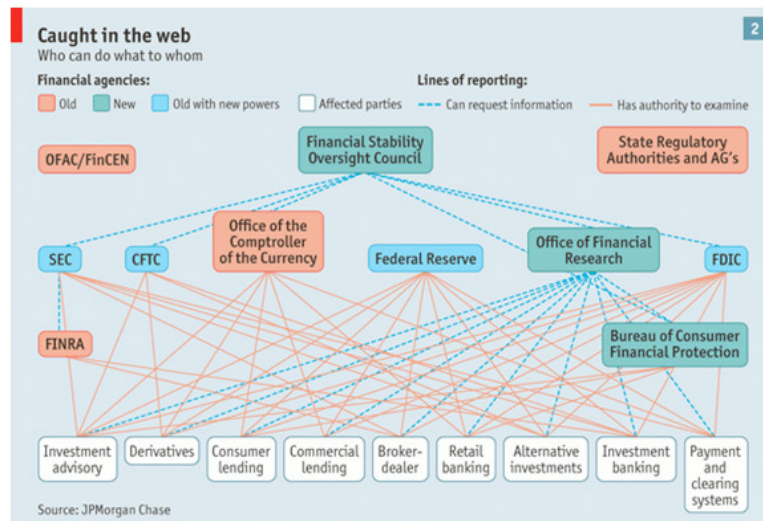 Caught in the web
2
Who can do what to whom
Financial agencies:
Old
New
Old with new powers
Affected parties
Lines of reporting:
Can request information
Has authority to examine
OFAC/FinCEN
Financial Stability
Oversight Council
State Regulatory
Authorities and AG's
SEC
CFTC
Office of the
Comptroller
of the Currency
Federal Reserve
Office of Financial
Research
FDIC
FINRA
Bureau of Consumer
Financial Protection
Investment
advisory
Derivatives
Consumer
lending
Commercial
lending
Broker-
dealer
Retail
banking
Alternative
investments
Investment
banking
Payment
and
clearing
systems
Source: JPMorgan Chase